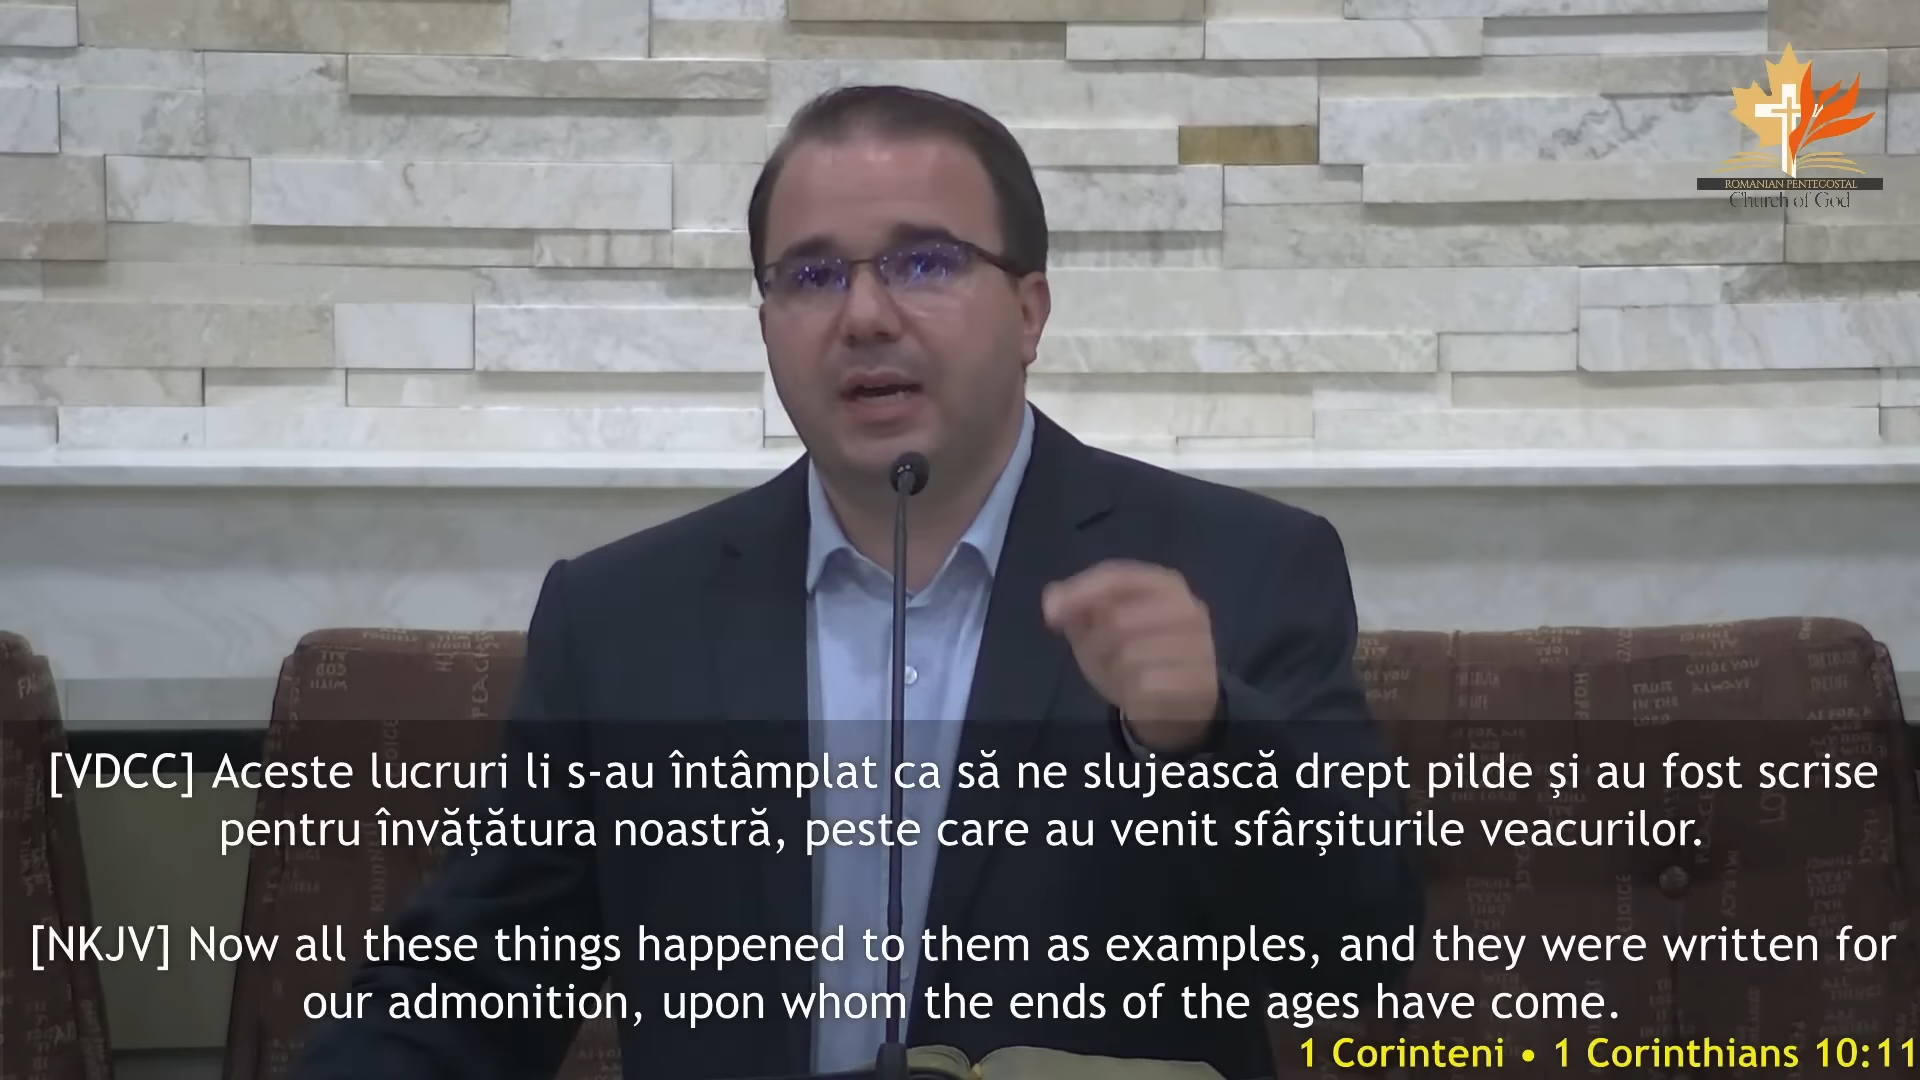 ROMANIAN PENTECOSTAL
Church of God
[VDCC] Aceste lucruri li s-au întâmplat ca să ne slujească drept pilde şi au fost scrise
pentru învăţătura noastră, peste care au venit sfârşiturile veacurilor.
[NKJV] Now all these things happened to them as examples, and they were written for
our admonition, upon whom the ends of the ages have come.
1 Corinteni • 1 Corinthians 10:11